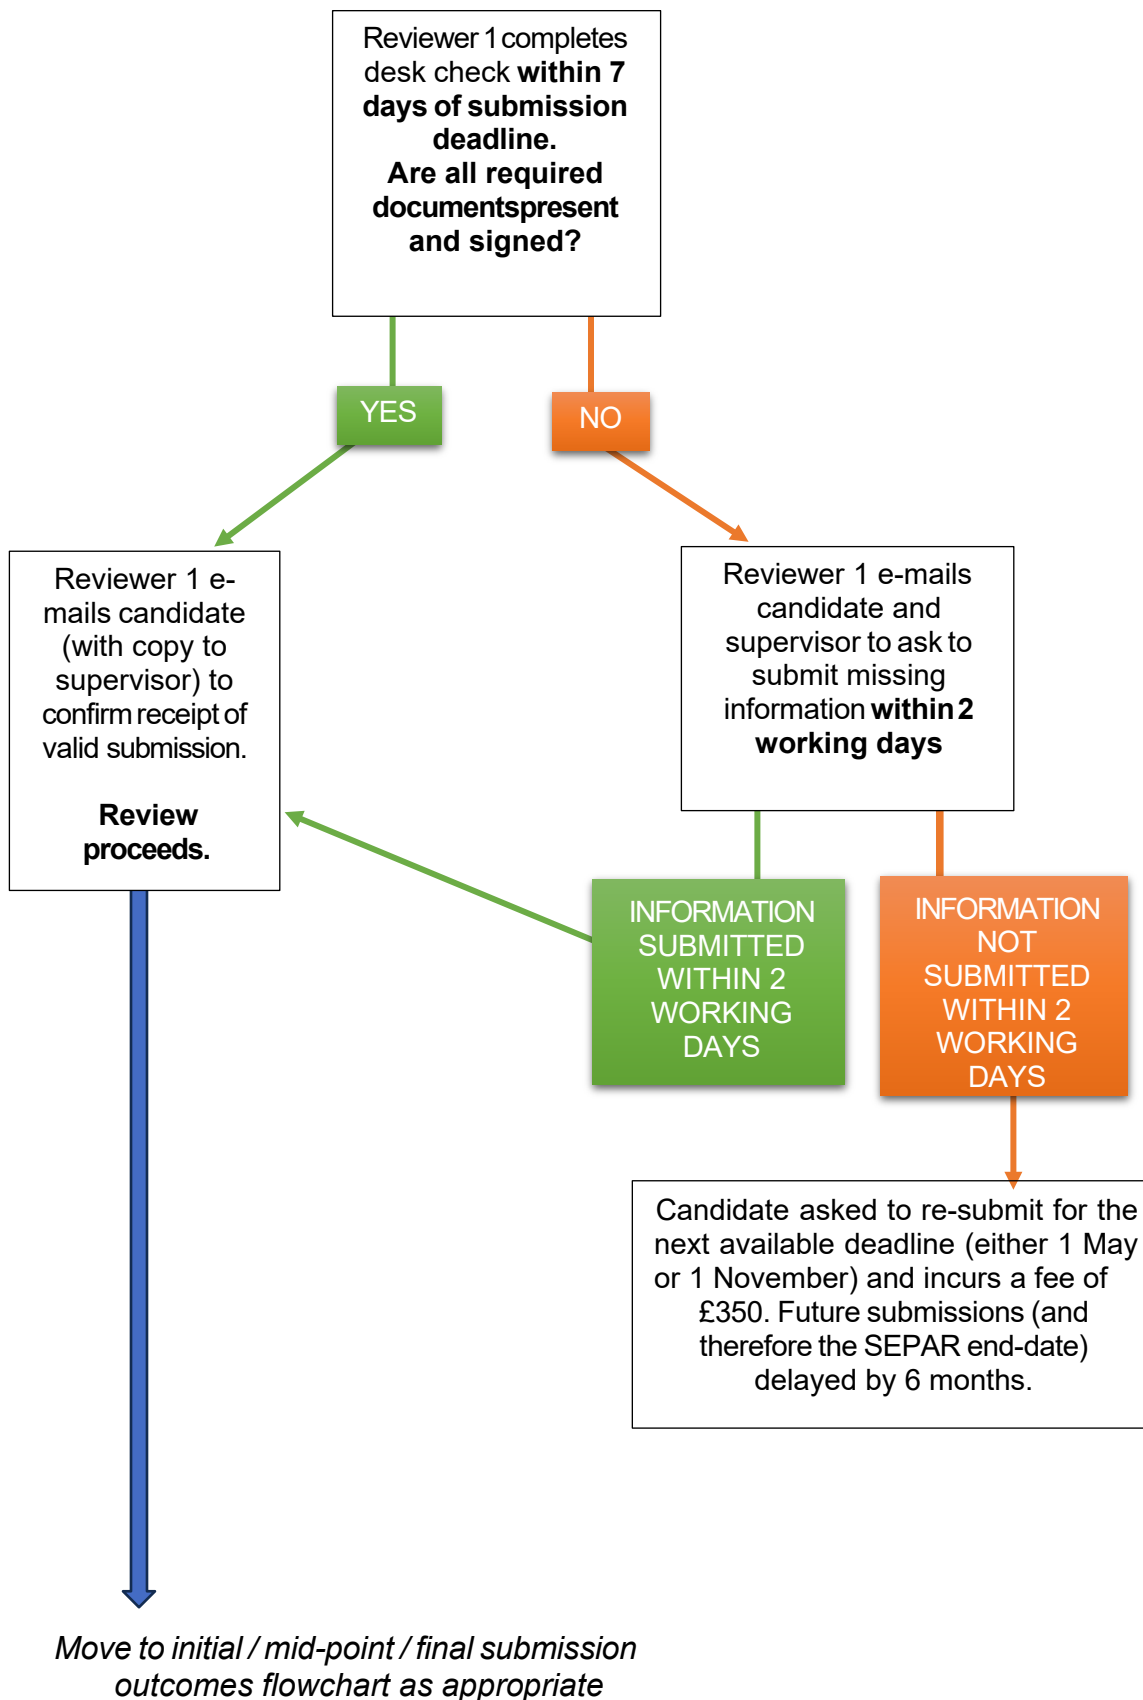 Reviewer 1 completes
desk check within 7
days of submission
deadline.
Are all required
documentspresent
and signed?
YES
NO
Reviewer 1 e-
mails candidate
(with copy to
supervisor) to
confirm receipt of
valid submission.
Review
proceeds.
Reviewer 1 e-mails
candidate and
supervisor to ask to
submit missing
information within 2
working days
INFORMATION
SUBMITTED
WITHIN 2
WORKING
DAYS
INFORMATION
NOT
SUBMITTED
WITHIN 2
WORKING
DAYS
Candidate asked to re-submit for the
next available deadline (either 1 May
or 1 November) and incurs a fee of
£350. Future submissions (and
therefore the SEPAR end-date)
delayed by 6 months.
Move to initial / mid-point / final submission
outcomes flowchart as appropriate